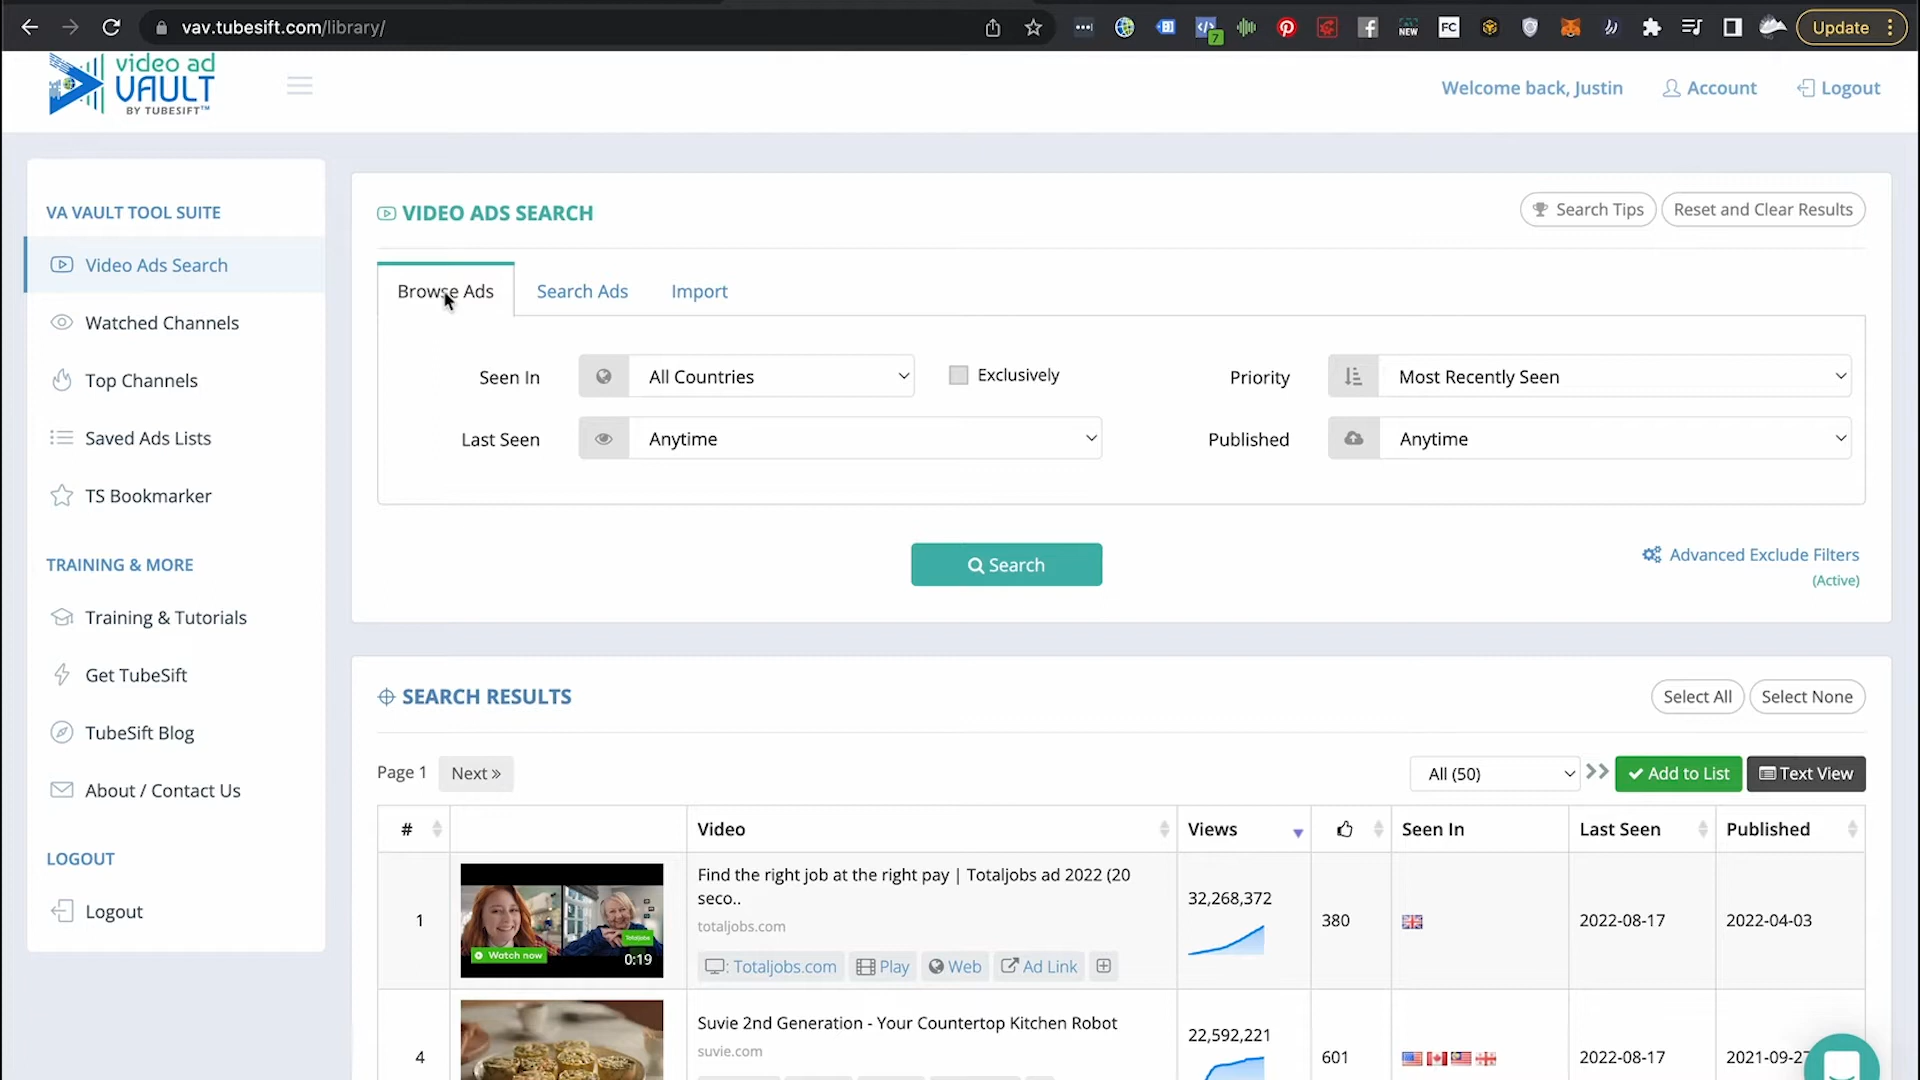 vav.tubesift.com/library/
7
NEW
FC
Update
video ad
VAULT
BY TUBESIFT™
Welcome back, Justin
Account
Logout
VA VAULT TOOL SUITE
Video Ads Search
Watched Channels
Top Channels
Saved Ads Lists
TS Bookmarker
TRAINING & MORE
Training & Tutorials
Get TubeSift
TubeSift Blog
About / Contact Us
LOGOUT
Logout
VIDEO ADS SEARCH
Search Tips
Reset and Clear Results
Browse Ads
Search Ads
Import
Seen In
All Countries
Exclusively
Priority
Most Recently Seen
Last Seen
Anytime
Published
Anytime
Search
Advanced Exclude Filters
(Active)
SEARCH RESULTS
Select All
Select None
Page 1
Next »
All (50)
Add to List
Text View
# Video Views Seen In Last Seen Published
1
Watch now
Totaljobs
0:19
Find the right job at the right pay | Totaljobs ad 2022 (20
seco..
totaljobs.com
: Totaljobs.com
Play
Web
Ad Link
32,268,372
380
2022-08-17
2022-04-03
4
Suvie 2nd Generation - Your Countertop Kitchen Robot
suvie.com
22,592,221
601
2022-08-17
2021-09-27